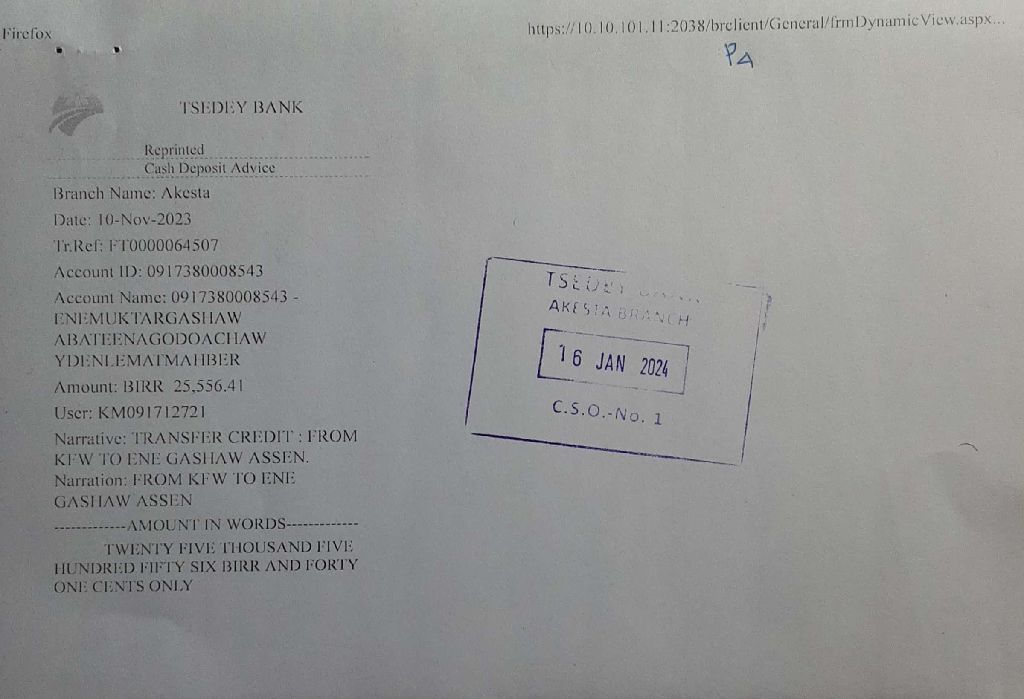 Firefox
https://10.10.101.11:2038/brclient/General/frmDynamicView.aspx...
P4
TSEDEY BANK
Reprinted
Cash Deposit Advice
Branch Name: Akesta
Date: 10-Nov-2023
Tr.Ref: FT0000064507
Account ID: 0917380008543
Account Name: 0917380008543 -
ENEMUKTARGASHAW
ABATEENAGODOACHAW
YDENLEMATMAHBER
Amount: BIRR 25,556.41
User: KM091712721
Narrative: TRANSFER CREDIT : FROM
KFW TO ENE GASHAW ASSEN.
Narration: FROM KFW TO ENE
GASHAW ASSEN
-------------AMOUNT IN WORDS-------------
TWENTY FIVE THOUSAND FIVE
HUNDRED FIFTY SIX BIRR AND FORTY
ONE CENTS ONLY
TSEDEY BANK
AKESTA BRANCH
16 JAN 2024
C.S.O.-No. 1